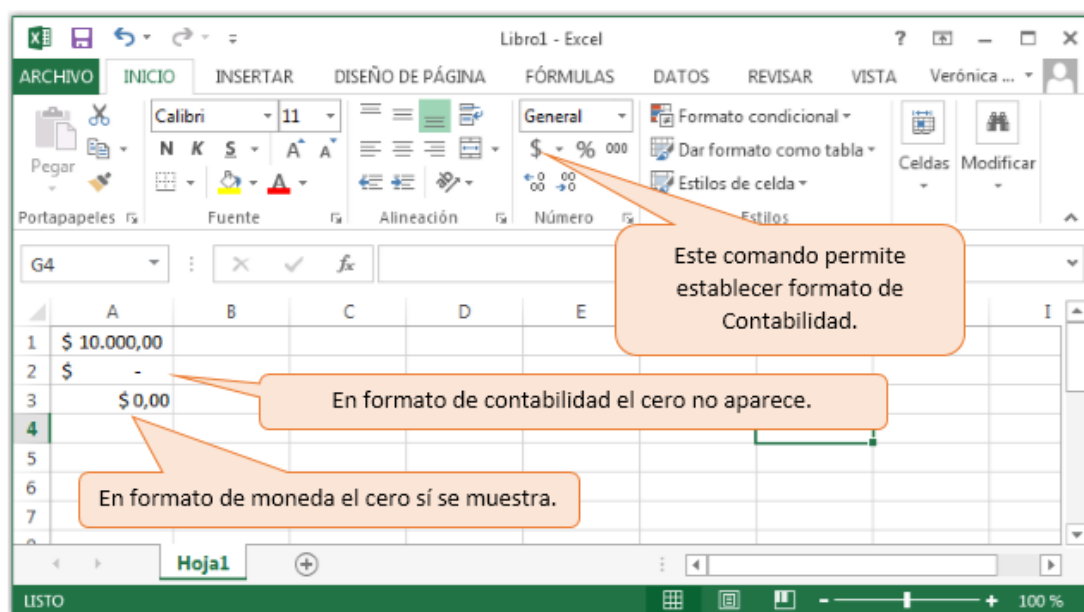 Libro1 - Excel
ARCHIVO INICIO INSERTAR DISEÑO DE PÁGINA FÓRMULAS DATOS REVISAR VISTA Verónica ...
Pegar
Portapapeles
Calibri 11
N K S A A
A
Fuente
Alineación
General
$ % 000
Número
Formato condicional
Dar formato como tabla
Estilos de celda
Estilos
Celdas
Modificar
Este comando permite
establecer formato de
Contabilidad.
G4 fx
A B C D E I
1 $ 10.000,00
2 $ -
3 $ 0,00
4
5
6
7
En formato de contabilidad el cero no aparece.
En formato de moneda el cero sí se muestra.
Hoja1
LISTO 100 %